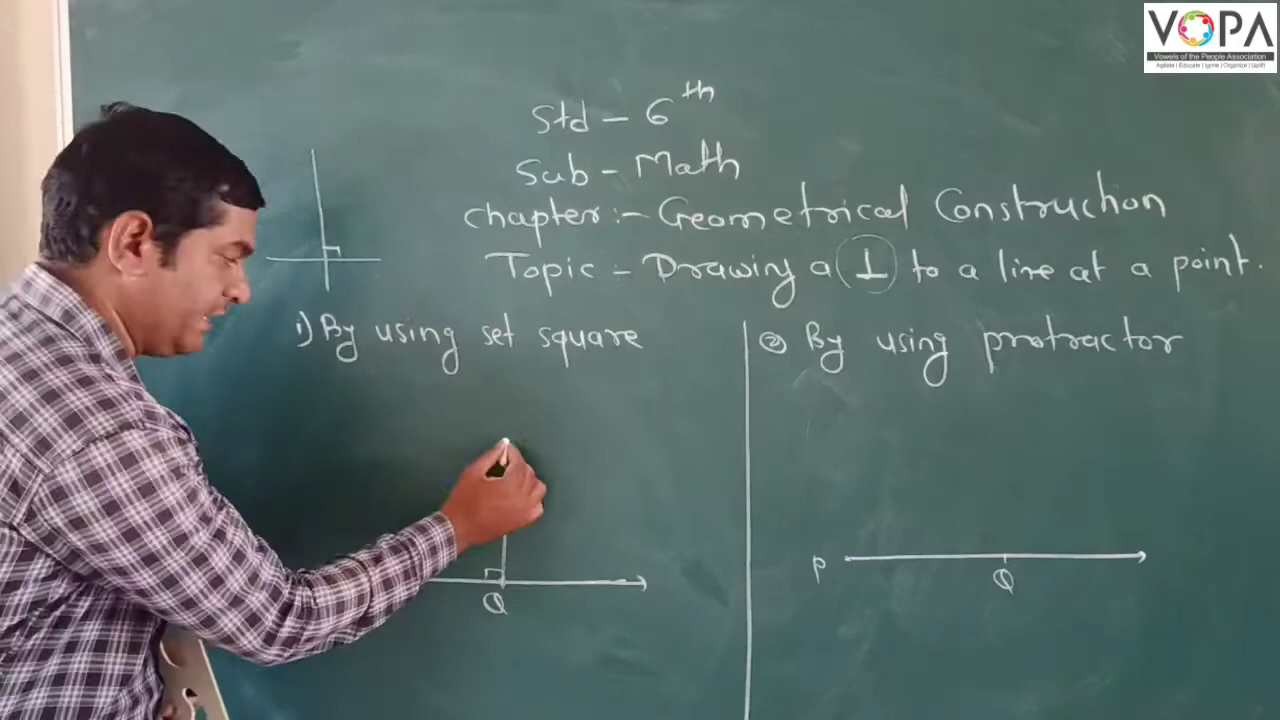 VOPA
Vowels of the People Association
Agitate | Educate | Ignite | Organize | Uplift
Std - 6th
Sub - Math
chapter:- Geometrical Construction
Topic - Drawing a ⊥ to a line at a point.
i) By using set square
② By using protractor
Q
P
Q